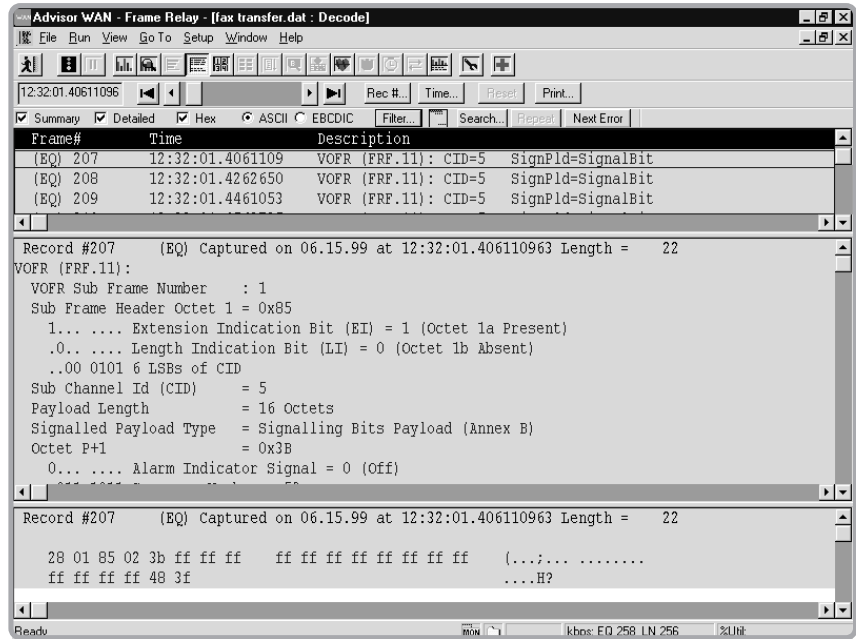 Advisor WAN - Frame Relay - [fax transfer.dat : Decode]
File Run View Go To Setup Window Help
12:32:01.40611096 Rec #... Time... Reset Print...
Summary Detailed Hex ASCII EBCDIC Filter... Search... Repeat Next Error
Frame# Time Description
(EQ) 207 12:32:01.4061109 VOFR (FRF.11): CID=5 SignPld=SignalBit
(EQ) 208 12:32:01.4262650 VOFR (FRF.11): CID=5 SignPld=SignalBit
(EQ) 209 12:32:01.4461053 VOFR (FRF.11): CID=5 SignPld=SignalBit
Record #207 (EQ) Captured on 06.15.99 at 12:32:01.406110963 Length = 22
VOFR (FRF.11):
VOFR Sub Frame Number : 1
Sub Frame Header Octet 1 = 0x85
1... .... Extension Indication Bit (EI) = 1 (Octet 1a Present)
.0.. .... Length Indication Bit (LI) = 0 (Octet 1b Absent)
..00 0101 6 LSBs of CID
Sub Channel Id (CID) = 5
Payload Length = 16 Octets
Signalled Payload Type = Signalling Bits Payload (Annex B)
Octet P+1 = 0x3B
0... .... Alarm Indicator Signal = 0 (Off)
Record #207 (EQ) Captured on 06.15.99 at 12:32:01.406110963 Length = 22
28 01 85 02 3b ff ff ff ff ff ff ff ff ff ff ff (...;... ........
ff ff ff ff 48 3f ....H?
Ready MON kbps: EQ 258 LN 256 %Util: